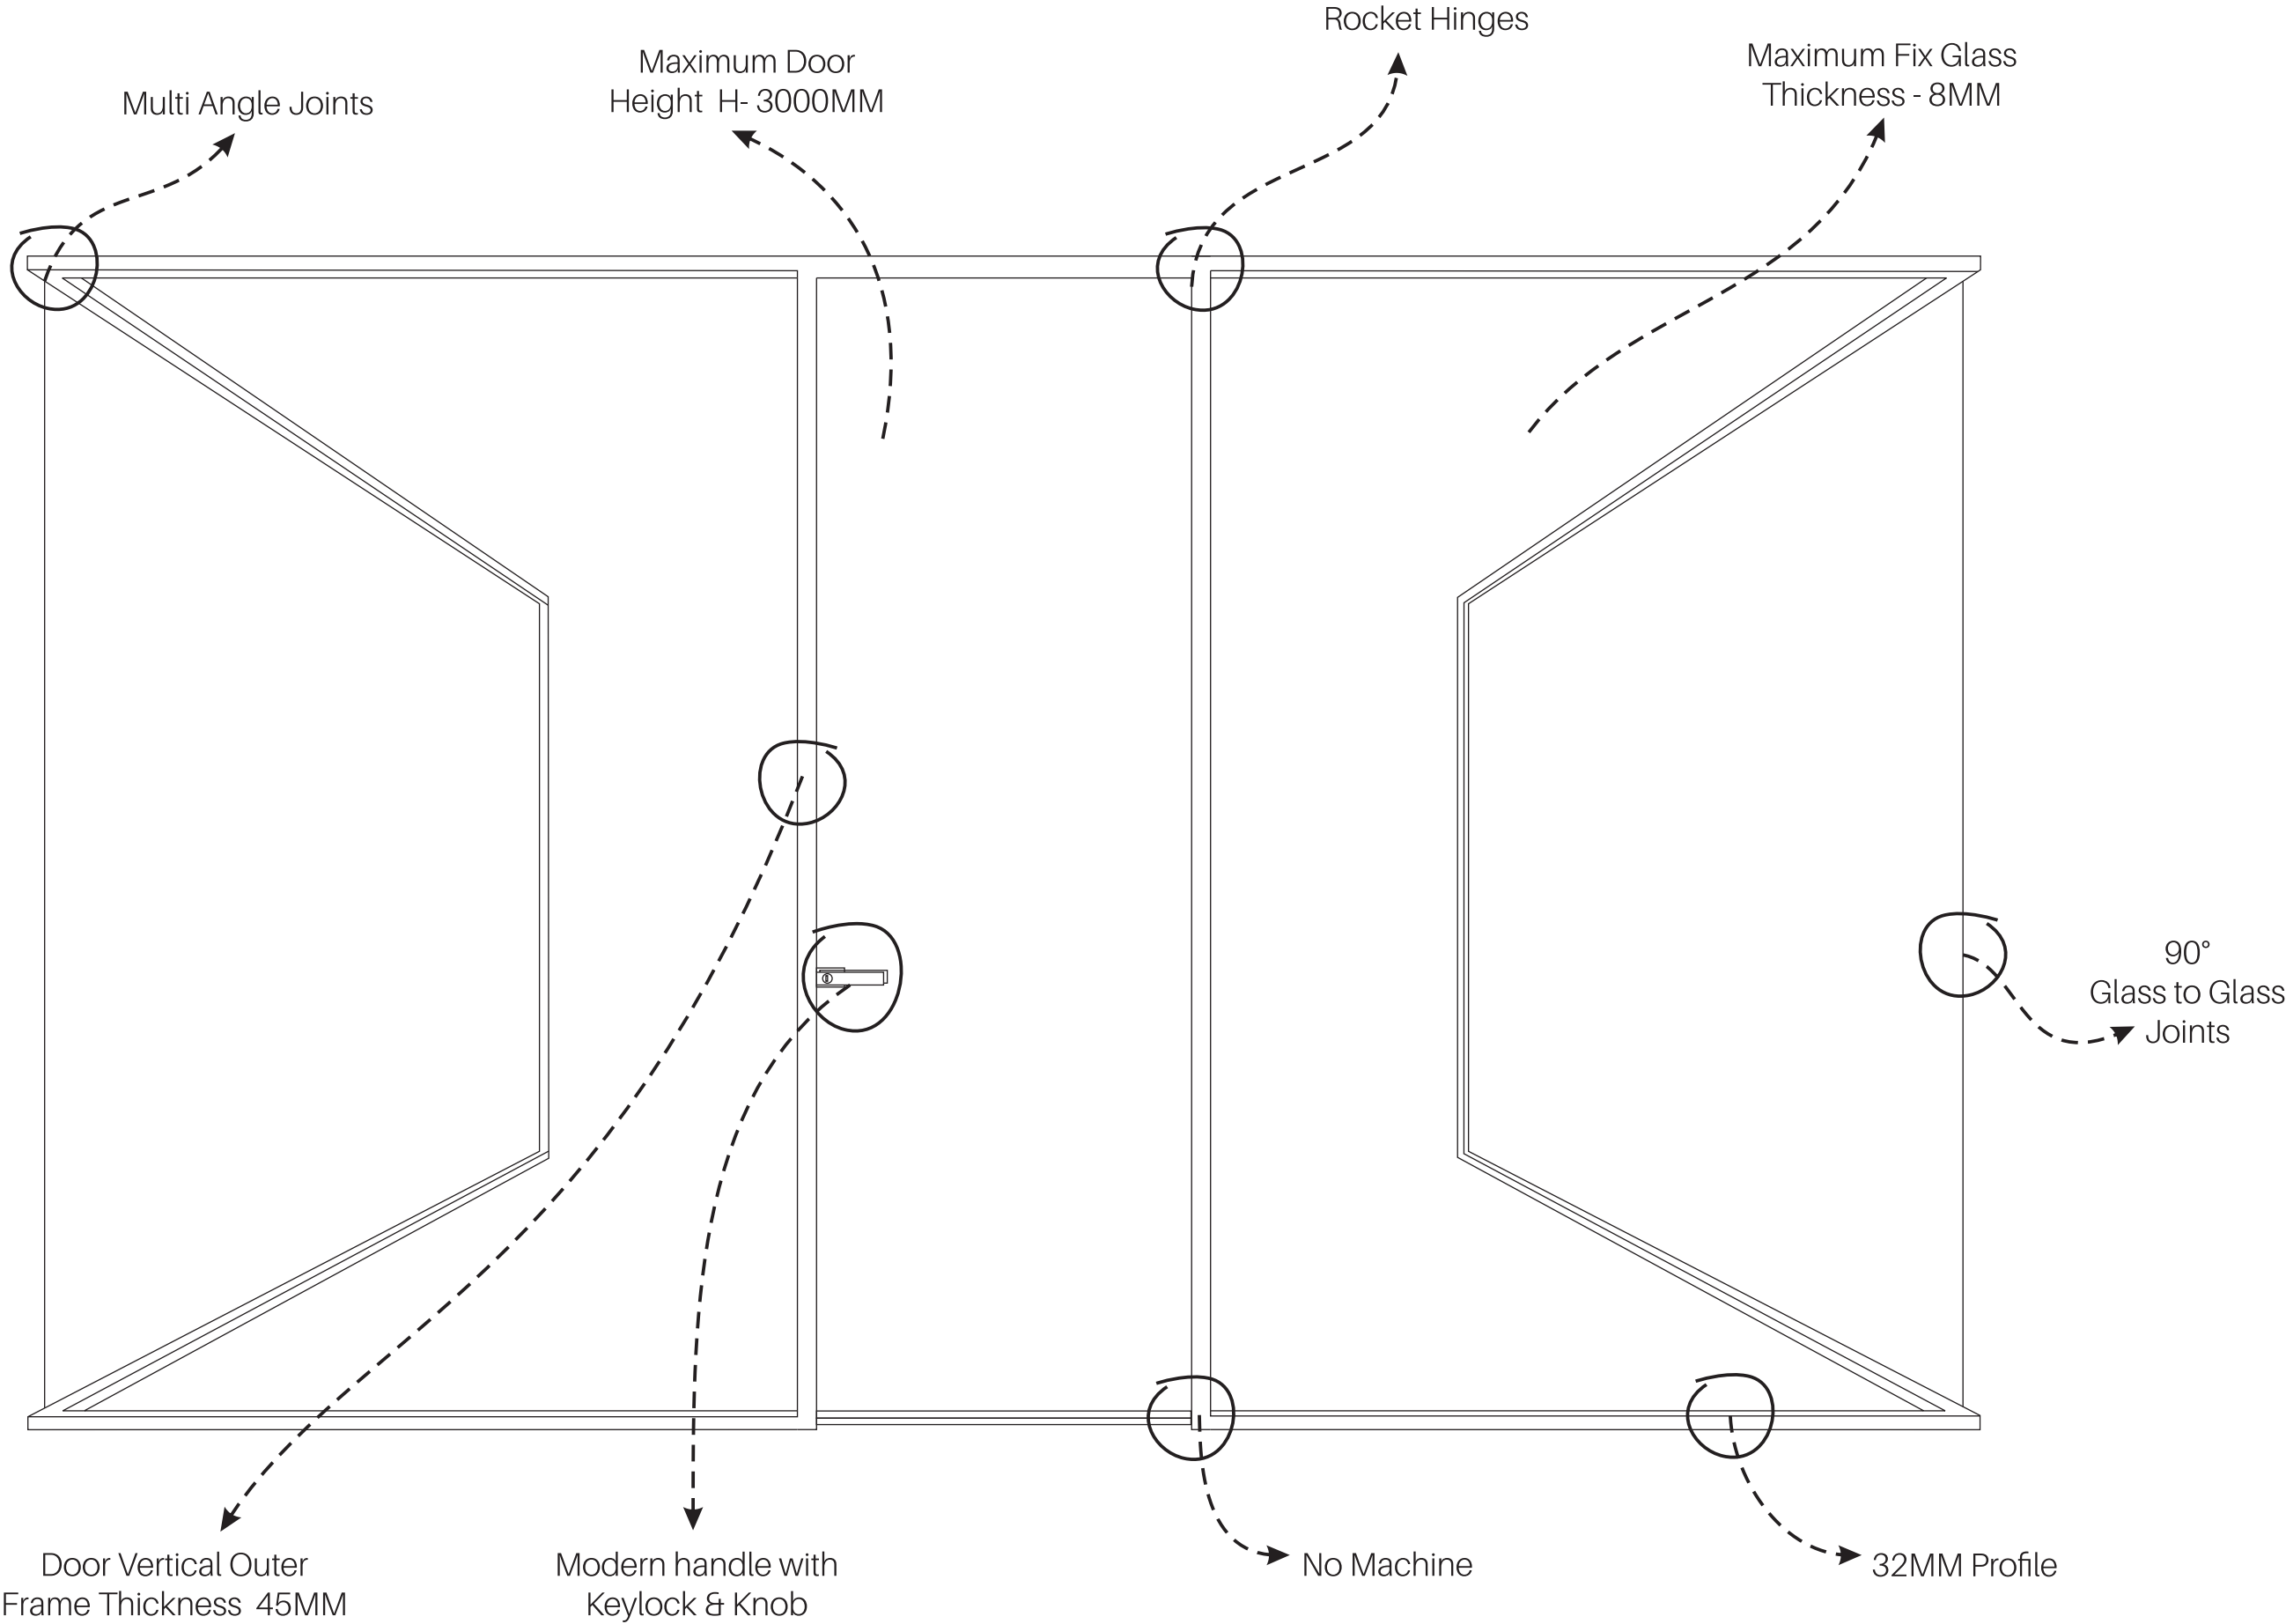 Rocket Hinges
Maximum Door
Height H- 3000MM
Maximum Fix Glass
Thickness - 8MM
Multi Angle Joints
90°
Glass to Glass
Joints
Door Vertical Outer
Frame Thickness 45MM
Modern handle with
Keylock & Knob
No Machine
32MM Profile